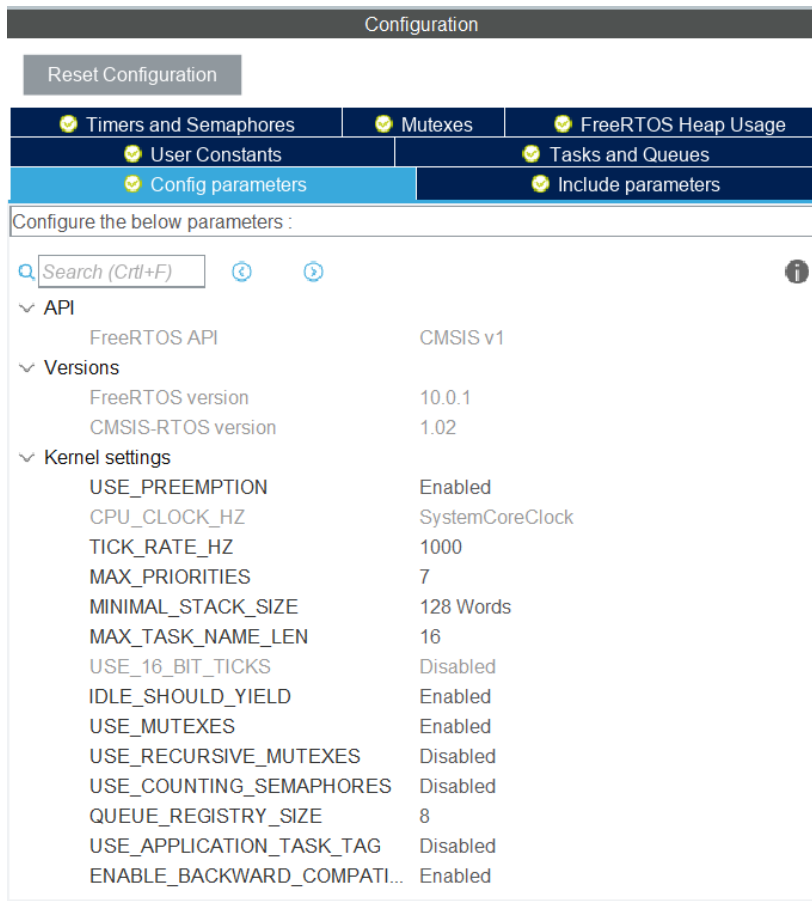 Configuration
Reset Configuration
Timers and Semaphores Mutexes FreeRTOS Heap Usage
User Constants Tasks and Queues
Config parameters Include parameters
Configure the below parameters :
Search (Crtl+F)
API
FreeRTOS API CMSIS v1
Versions
FreeRTOS version 10.0.1
CMSIS-RTOS version 1.02
Kernel settings
USE_PREEMPTION Enabled
CPU_CLOCK_HZ SystemCoreClock
TICK_RATE_HZ 1000
MAX_PRIORITIES 7
MINIMAL_STACK_SIZE 128 Words
MAX_TASK_NAME_LEN 16
USE_16_BIT_TICKS Disabled
IDLE_SHOULD_YIELD Enabled
USE_MUTEXES Enabled
USE_RECURSIVE_MUTEXES Disabled
USE_COUNTING_SEMAPHORES Disabled
QUEUE_REGISTRY_SIZE 8
USE_APPLICATION_TASK_TAG Disabled
ENABLE_BACKWARD_COMPATI... Enabled